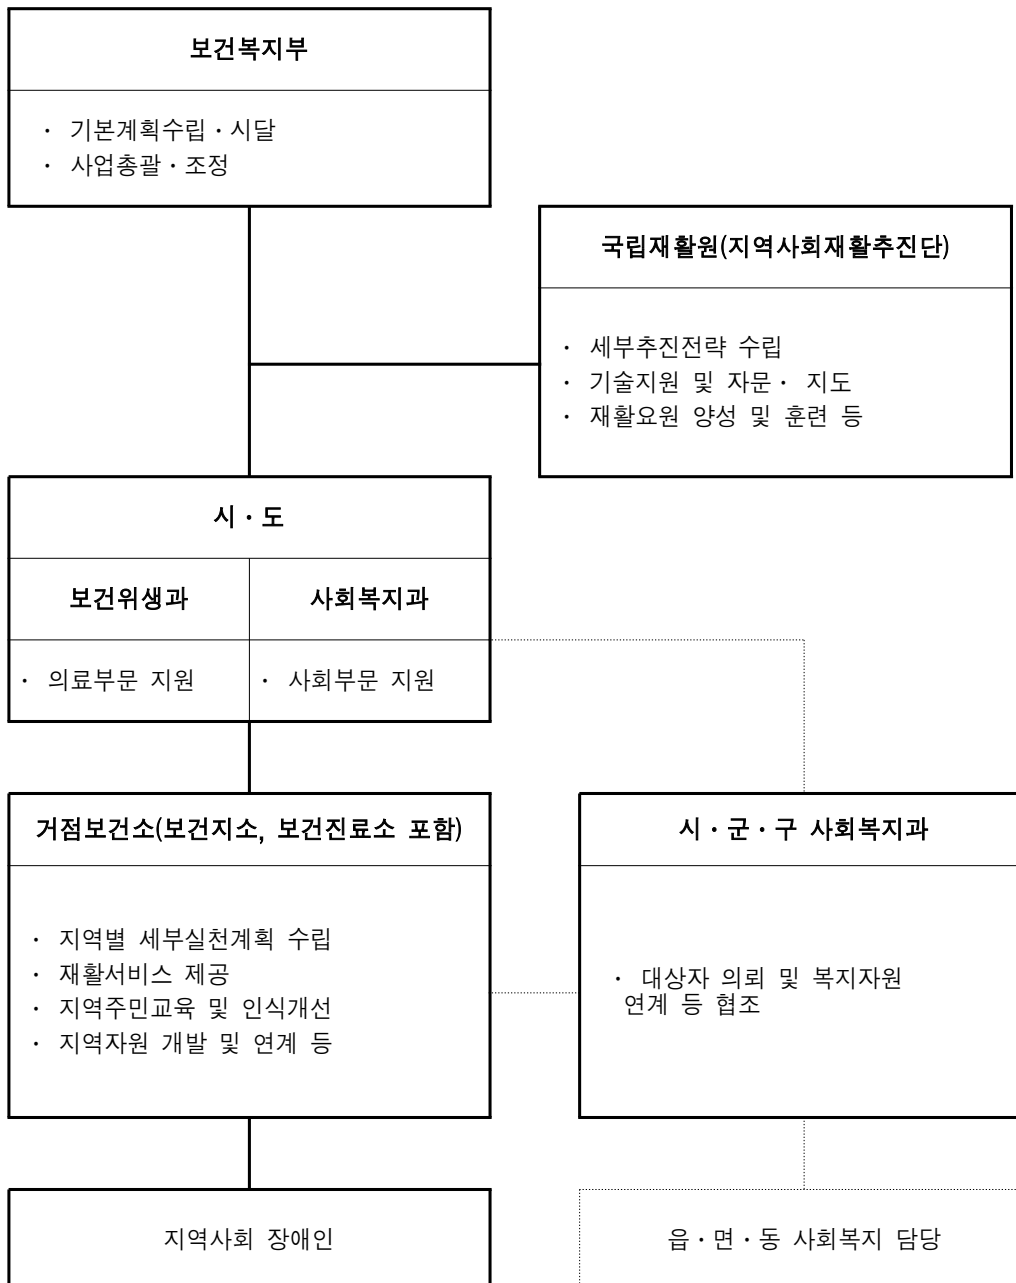 보건복지부
· 기본계획수립·시달
· 사업총괄·조정
국립재활원(지역사회재활추진단)
· 세부추진전략 수립
· 기술지원 및 자문· 지도
· 재활요원 양성 및 훈련 등
시·도
보건위생과
사회복지과
· 의료부문 지원
· 사회부문 지원
거점보건소(보건지소, 보건진료소 포함)
· 지역별 세부실천계획 수립
· 재활서비스 제공
· 지역주민교육 및 인식개선
· 지역자원 개발 및 연계 등
시·군·구 사회복지과
· 대상자 의뢰 및 복지자원
연계 등 협조
지역사회 장애인
읍·면·동 사회복지 담당